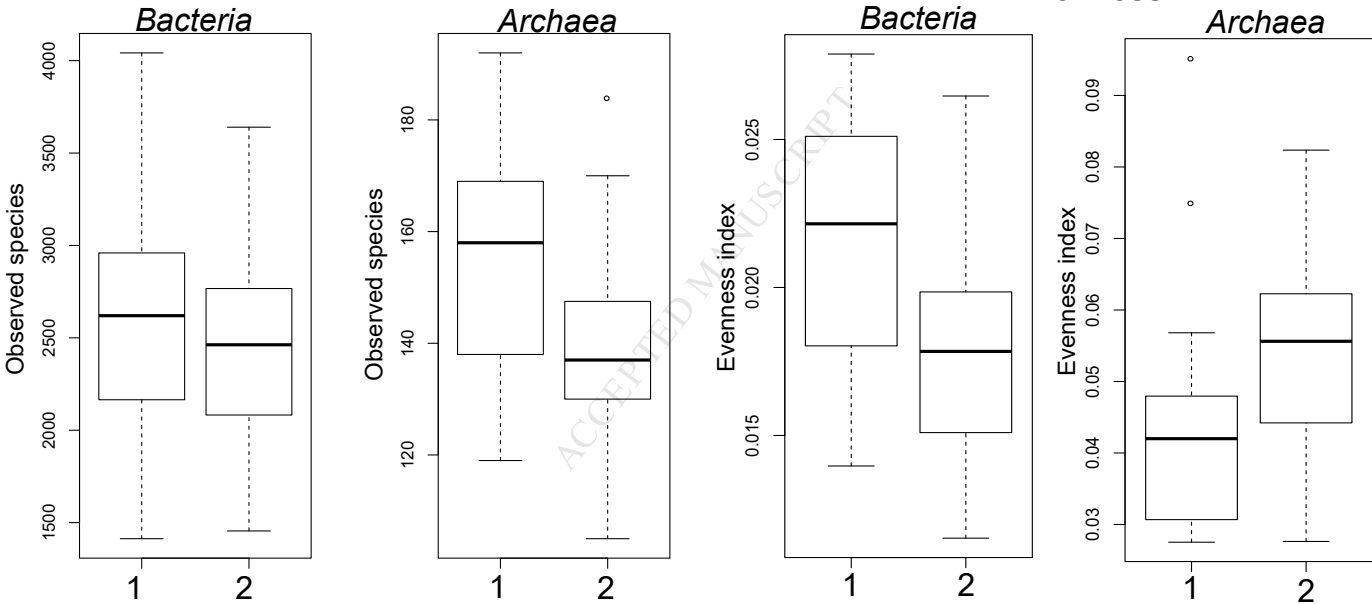 Bacteria
Observed species
4000
3500
3000
2500
2000
1500
1 2
Archaea
Observed species
180
160
140
120
1 2
Bacteria
Evenness index
0.025
0.020
0.015
1 2
Archaea
Evenness index
0.09
0.08
0.07
0.06
0.05
0.04
0.03
1 2
ACCEPTED MANUSCRIPT